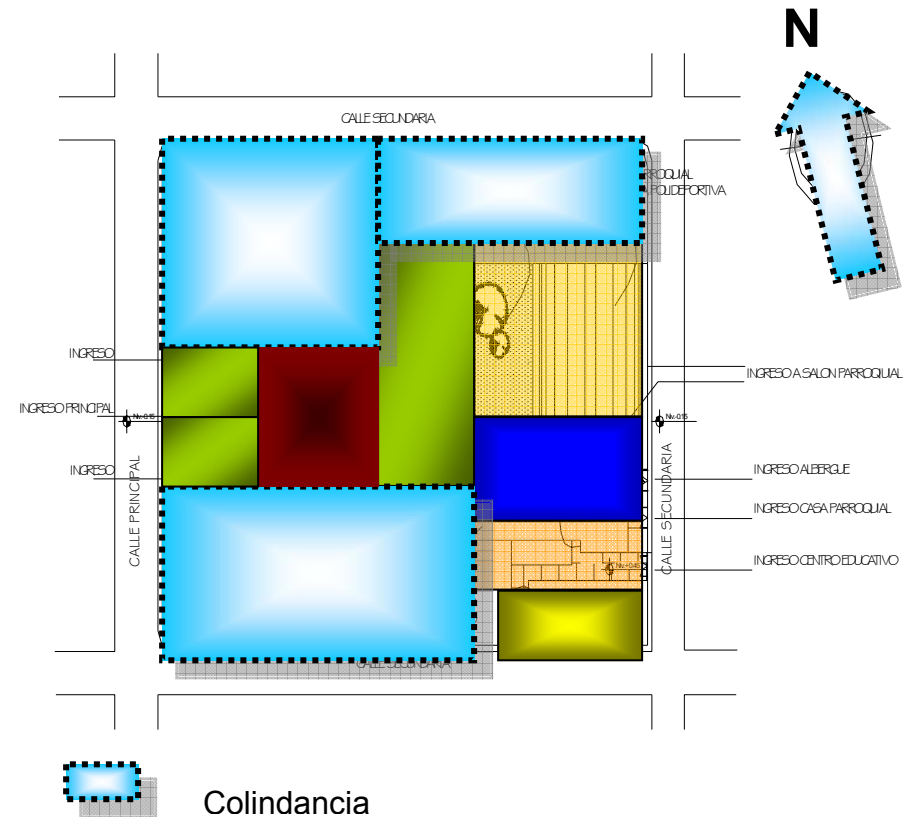 N
CALLE SECUNDARIA
POLIDEPORTIVA
INGRESO
INGRESO PRINCIPAL
INGRESO
CALLE PRINCIPAL
INGRESO A SALON PARROQUIAL
INGRESO ALBERGUE
INGRESO CASA PARROQUIAL
INGRESO CENTRO EDUCATIVO
CALLE SECUNDARIA
CALLE SECUNDARIA
Colindancia